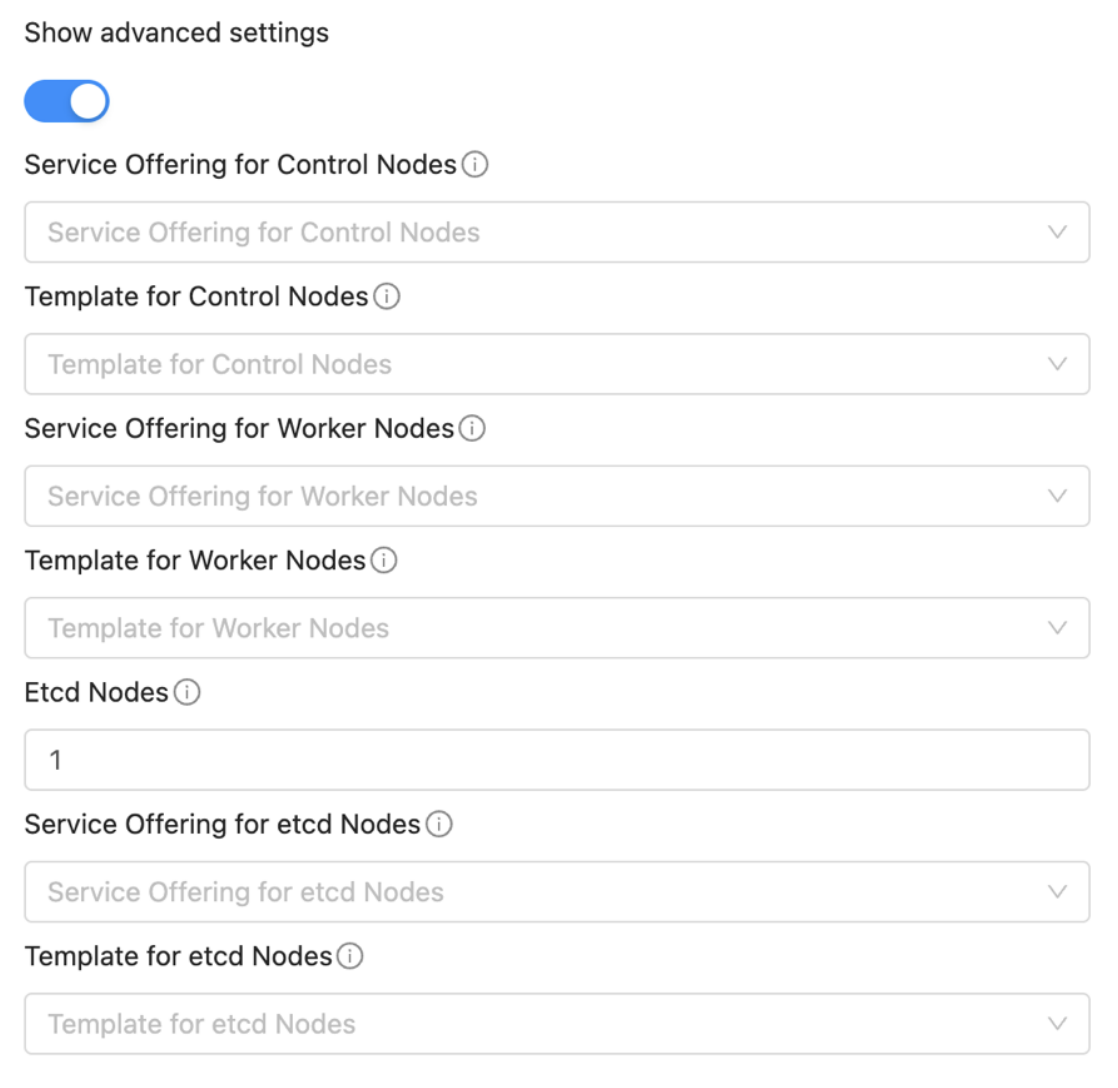 Show advanced settings
Service Offering for Control Nodes
Service Offering for Control Nodes
Template for Control Nodes
Template for Control Nodes
Service Offering for Worker Nodes
Service Offering for Worker Nodes
Template for Worker Nodes
Template for Worker Nodes
Etcd Nodes
1
Service Offering for etcd Nodes
Service Offering for etcd Nodes
Template for etcd Nodes
Template for etcd Nodes